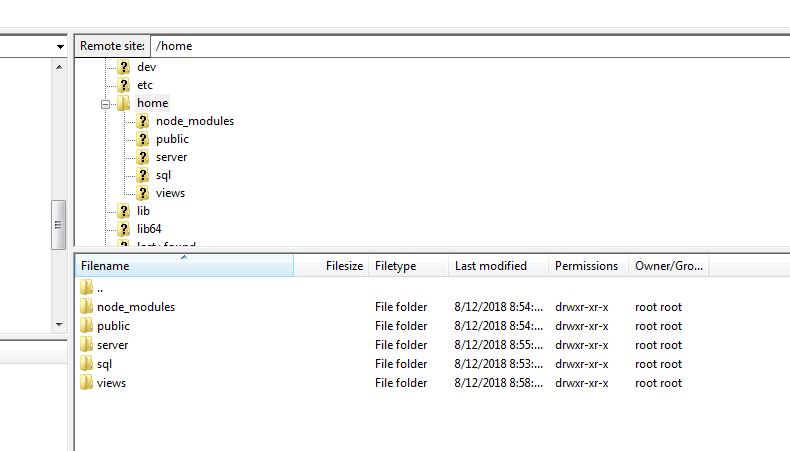 Remote site: /home
dev
etc
home
node_modules
public
server
sql
views
lib
lib64
Filename Filesize Filetype Last modified Permissions Owner/Gro...
..
node_modules File folder 8/12/2018 8:54:... drwxr-xr-x root root
public File folder 8/12/2018 8:54:... drwxr-xr-x root root
server File folder 8/12/2018 8:55:... drwxr-xr-x root root
sql File folder 8/12/2018 8:53:... drwxr-xr-x root root
views File folder 8/12/2018 8:58:... drwxr-xr-x root root